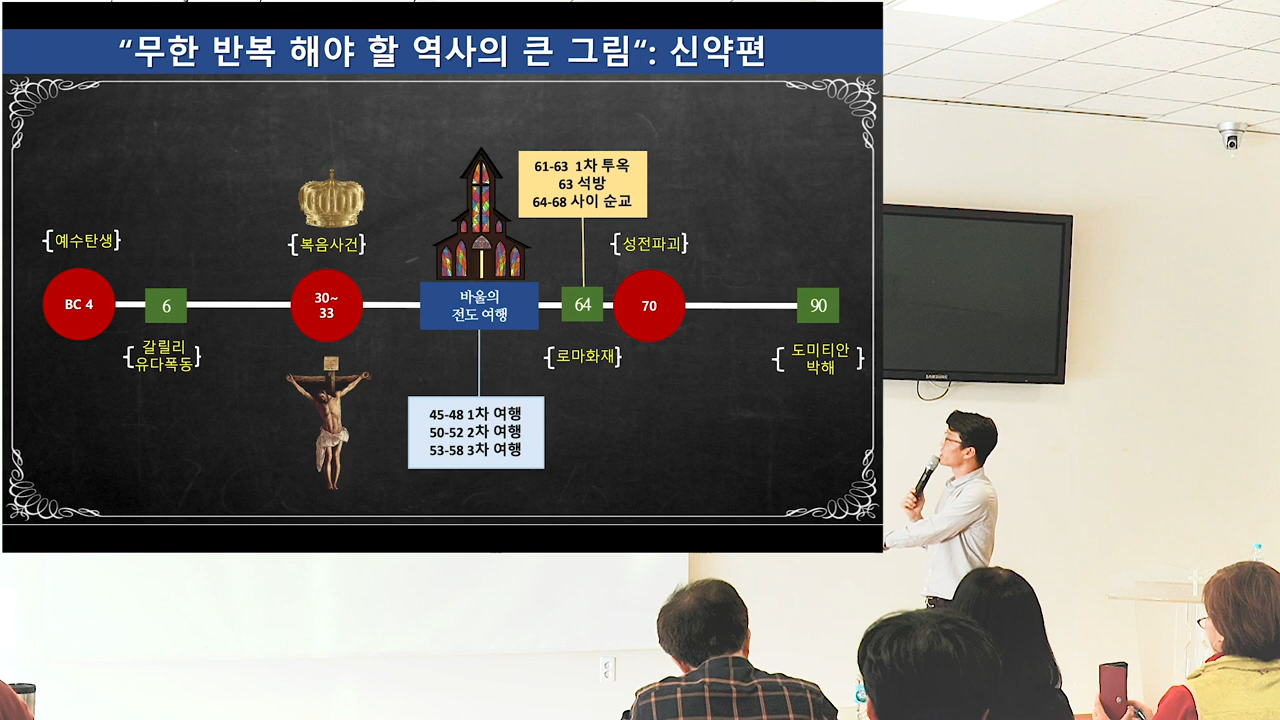 “무한 반복 해야 할 역사의 큰 그림“: 신약편
61-63 1차 투옥
63 석방
64-68 사이 순교
{예수탄생}
{복음사건}
{성전파괴}
BC 4
6
30~
33
바울의
전도 여행
64
70
90
{갈릴리
유다폭동}
{로마화재}
{도미티안
박해}
45-48 1차 여행
50-52 2차 여행
53-58 3차 여행
SAMSUNG